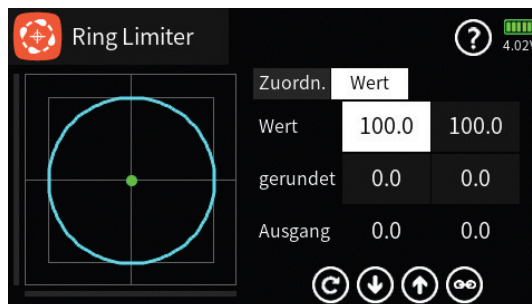 Ring Limiter
?
4.02V
Zuordn. Wert
Wert 100.0 100.0
gerundet 0.0 0.0
Ausgang 0.0 0.0